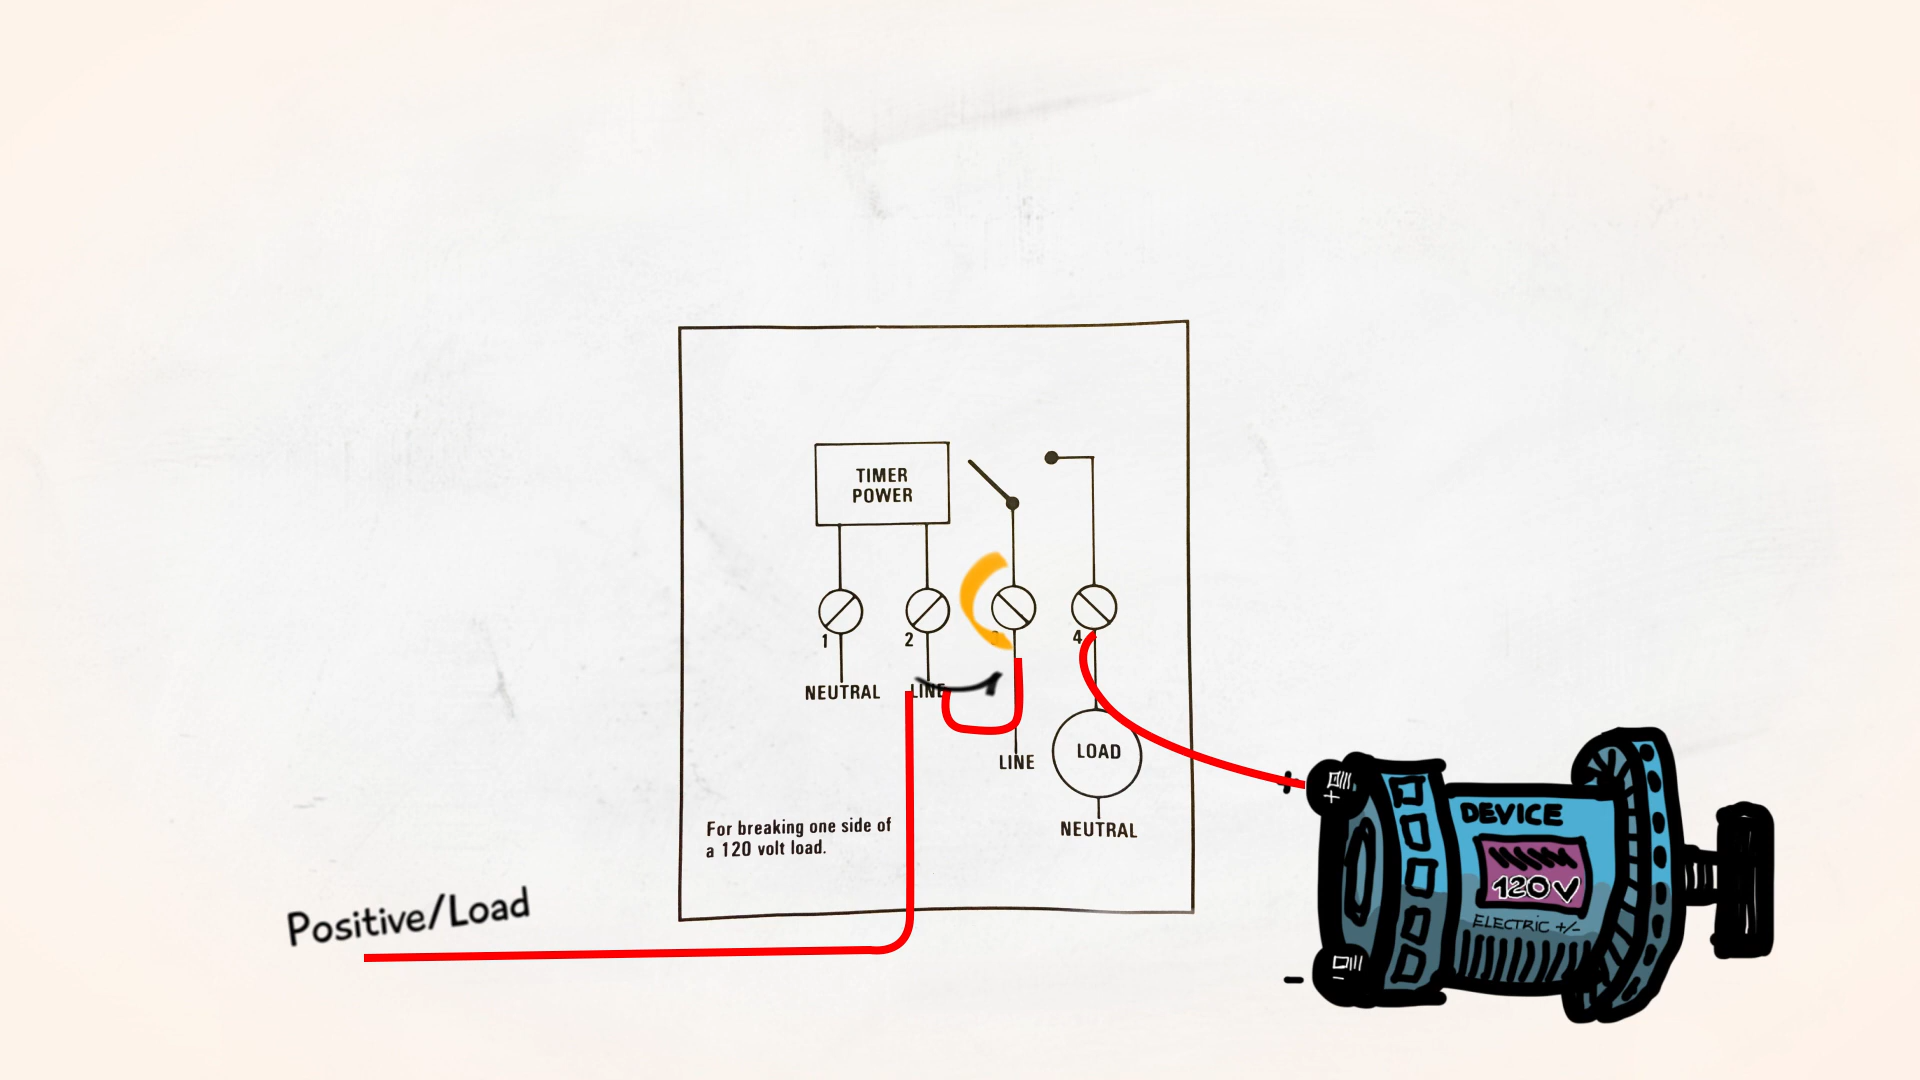 TIMER
POWER
1
2
4
NEUTRAL
LINE
LINE
LOAD
NEUTRAL
For breaking one side of
a 120 volt load.
Positive/Load
+
-
+
-
DEVICE
120V
ELECTRIC +/-